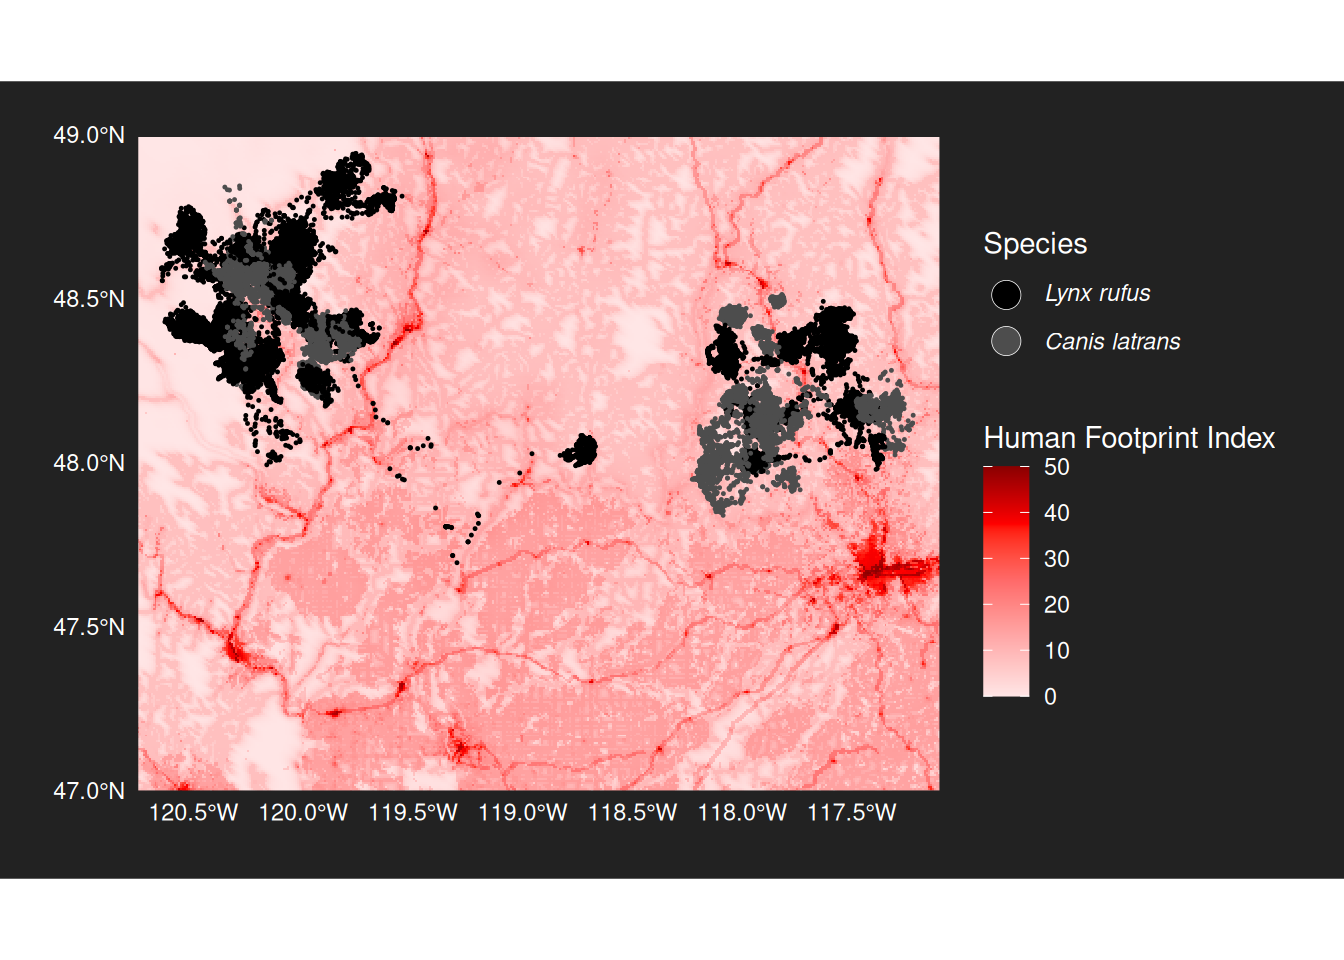 49.0°N
48.5°N
48.0°N
47.5°N
47.0°N
120.5°W 120.0°W 119.5°W 119.0°W 118.5°W 118.0°W 117.5°W
Species
Lynx rufus
Canis latrans
Human Footprint Index
50
40
30
20
10
0